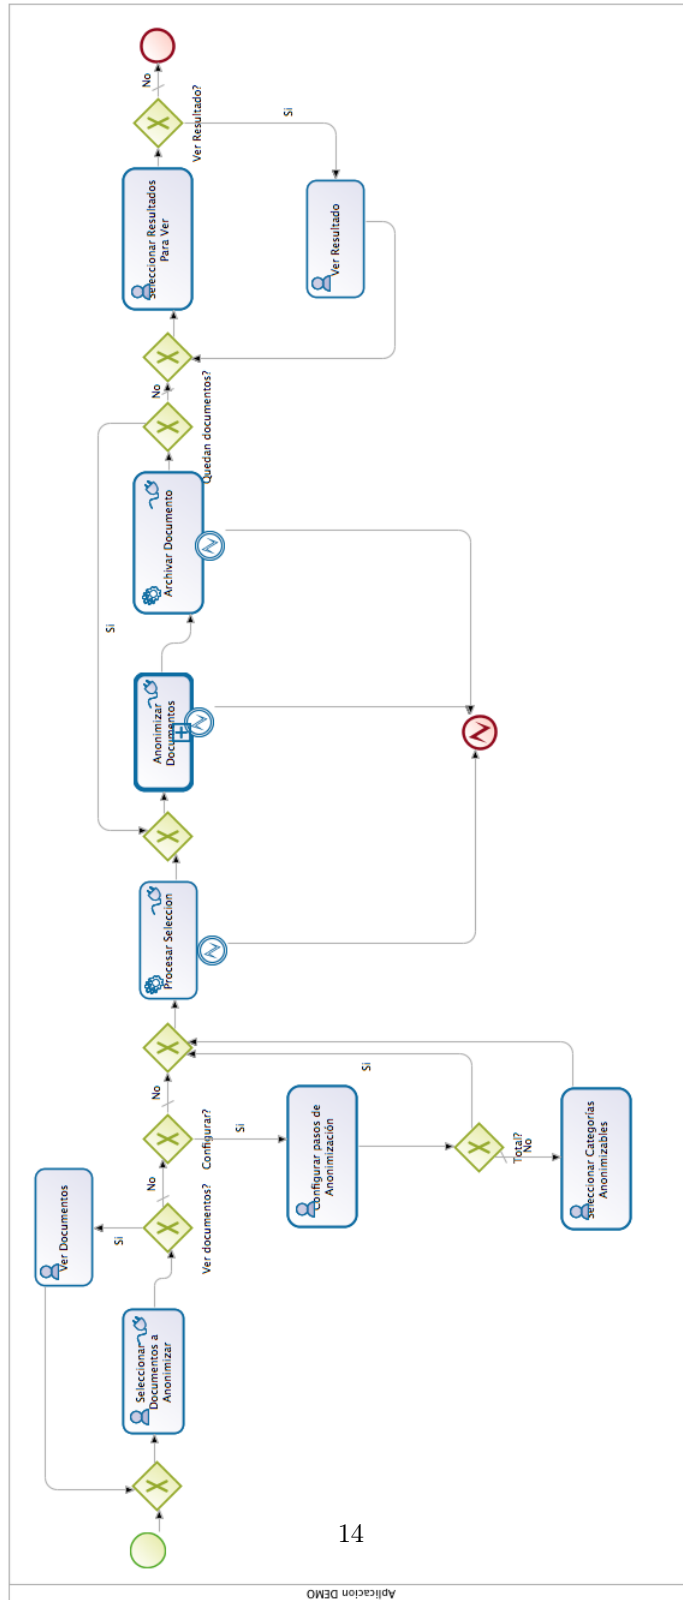 Aplicacion DEMO
Seleccionar
Documentos a
Anonimizar
Ver Documentos
Si
Ver documentos?
No
Configurar?
Si
No
Configurar pasos de
Anonimización
Total?
No
Si
Seleccionar Categorías
Anonimizables
Procesar Seleccion
Anonimizar
Documentos
Si
Archivar Documento
Quedan documentos?
No
Seleccionar Resultados
Para Ver
Ver Resultado?
Si
No
Ver Resultado
14